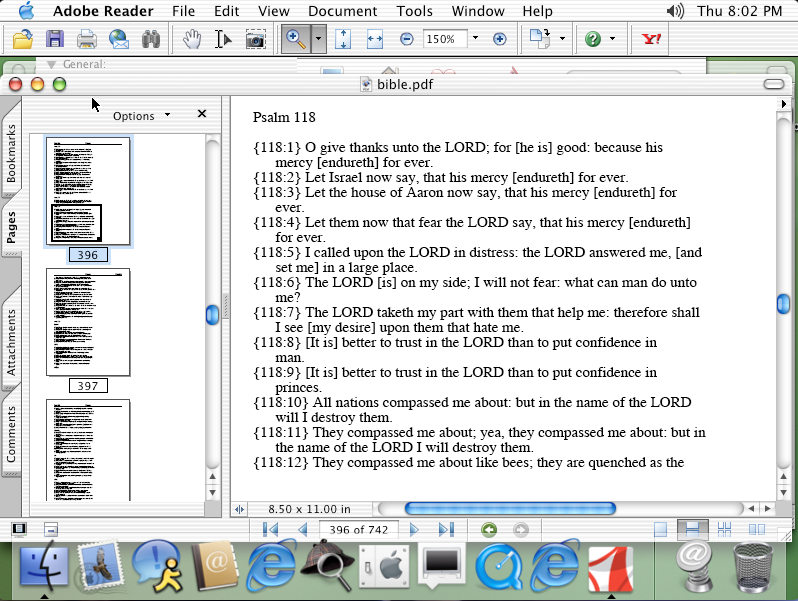 Adobe Reader File Edit View Document Tools Window Help Thu 8:02 PM
150%
General:
bible.pdf
Options
Bookmarks
Pages
Attachments
Comments
396
397
Psalm 118
{118:1} O give thanks unto the LORD; for [he is] good: because his
mercy [endureth] for ever.
{118:2} Let Israel now say, that his mercy [endureth] for ever.
{118:3} Let the house of Aaron now say, that his mercy [endureth] for
ever.
{118:4} Let them now that fear the LORD say, that his mercy [endureth]
for ever.
{118:5} I called upon the LORD in distress: the LORD answered me, [and
set me] in a large place.
{118:6} The LORD [is] on my side; I will not fear: what can man do unto
me?
{118:7} The LORD taketh my part with them that help me: therefore shall
I see [my desire] upon them that hate me.
{118:8} [It is] better to trust in the LORD than to put confidence in
man.
{118:9} [It is] better to trust in the LORD than to put confidence in
princes.
{118:10} All nations compassed me about: but in the name of the LORD
will I destroy them.
{118:11} They compassed me about; yea, they compassed me about: but in
the name of the LORD I will destroy them.
{118:12} They compassed me about like bees; they are quenched as the
8.50 x 11.00 in
396 of 742